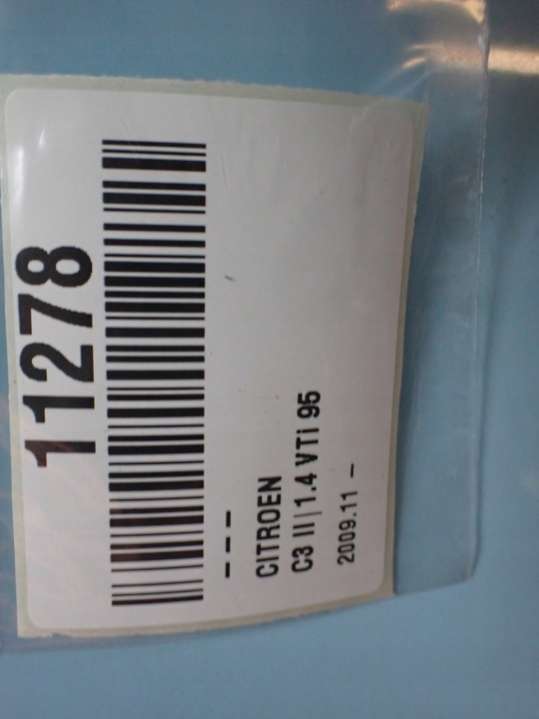 11278
- - -
CITROEN
C3 II | 1.4 VTi 95
2009.11 -